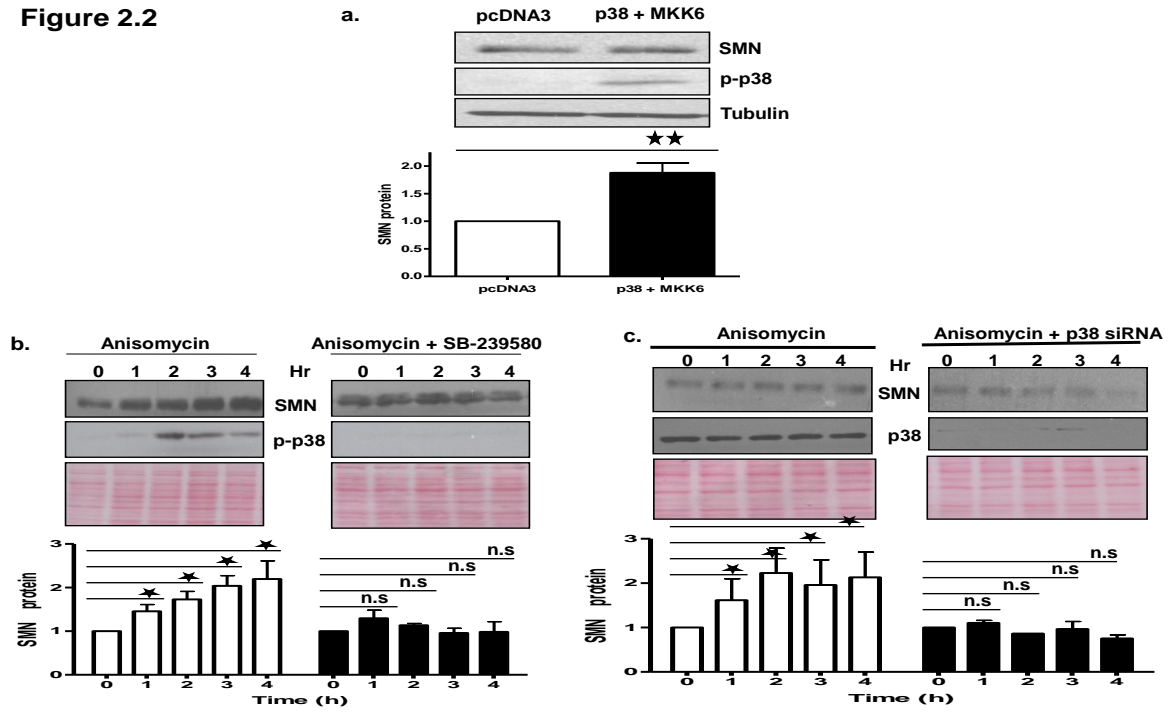 Figure 2.2
a.
pcDNA3 p38 + MKK6
SMN
p-p38
Tubulin
★★
SMN protein
2.0
1.5
1.0
0.5
0.0
pcDNA3 p38 + MKK6
b.
Anisomycin Anisomycin + SB-239580
0 1 2 3 4 Hr 0 1 2 3 4
SMN
p-p38
SMN protein
3
2
1
0
★ ★ ★ ★
n.s
n.s
n.s
n.s
0 1 2 3 4 0 1 2 3 4
Time (h)
c.
Anisomycin Anisomycin + p38 siRNA
0 1 2 3 4 Hr 0 1 2 3 4
SMN
p38
SMN protein
3
2
1
0
★ ★ ★ ★
n.s
n.s
n.s
n.s
0 1 2 3 4 0 1 2 3 4
Time (h)